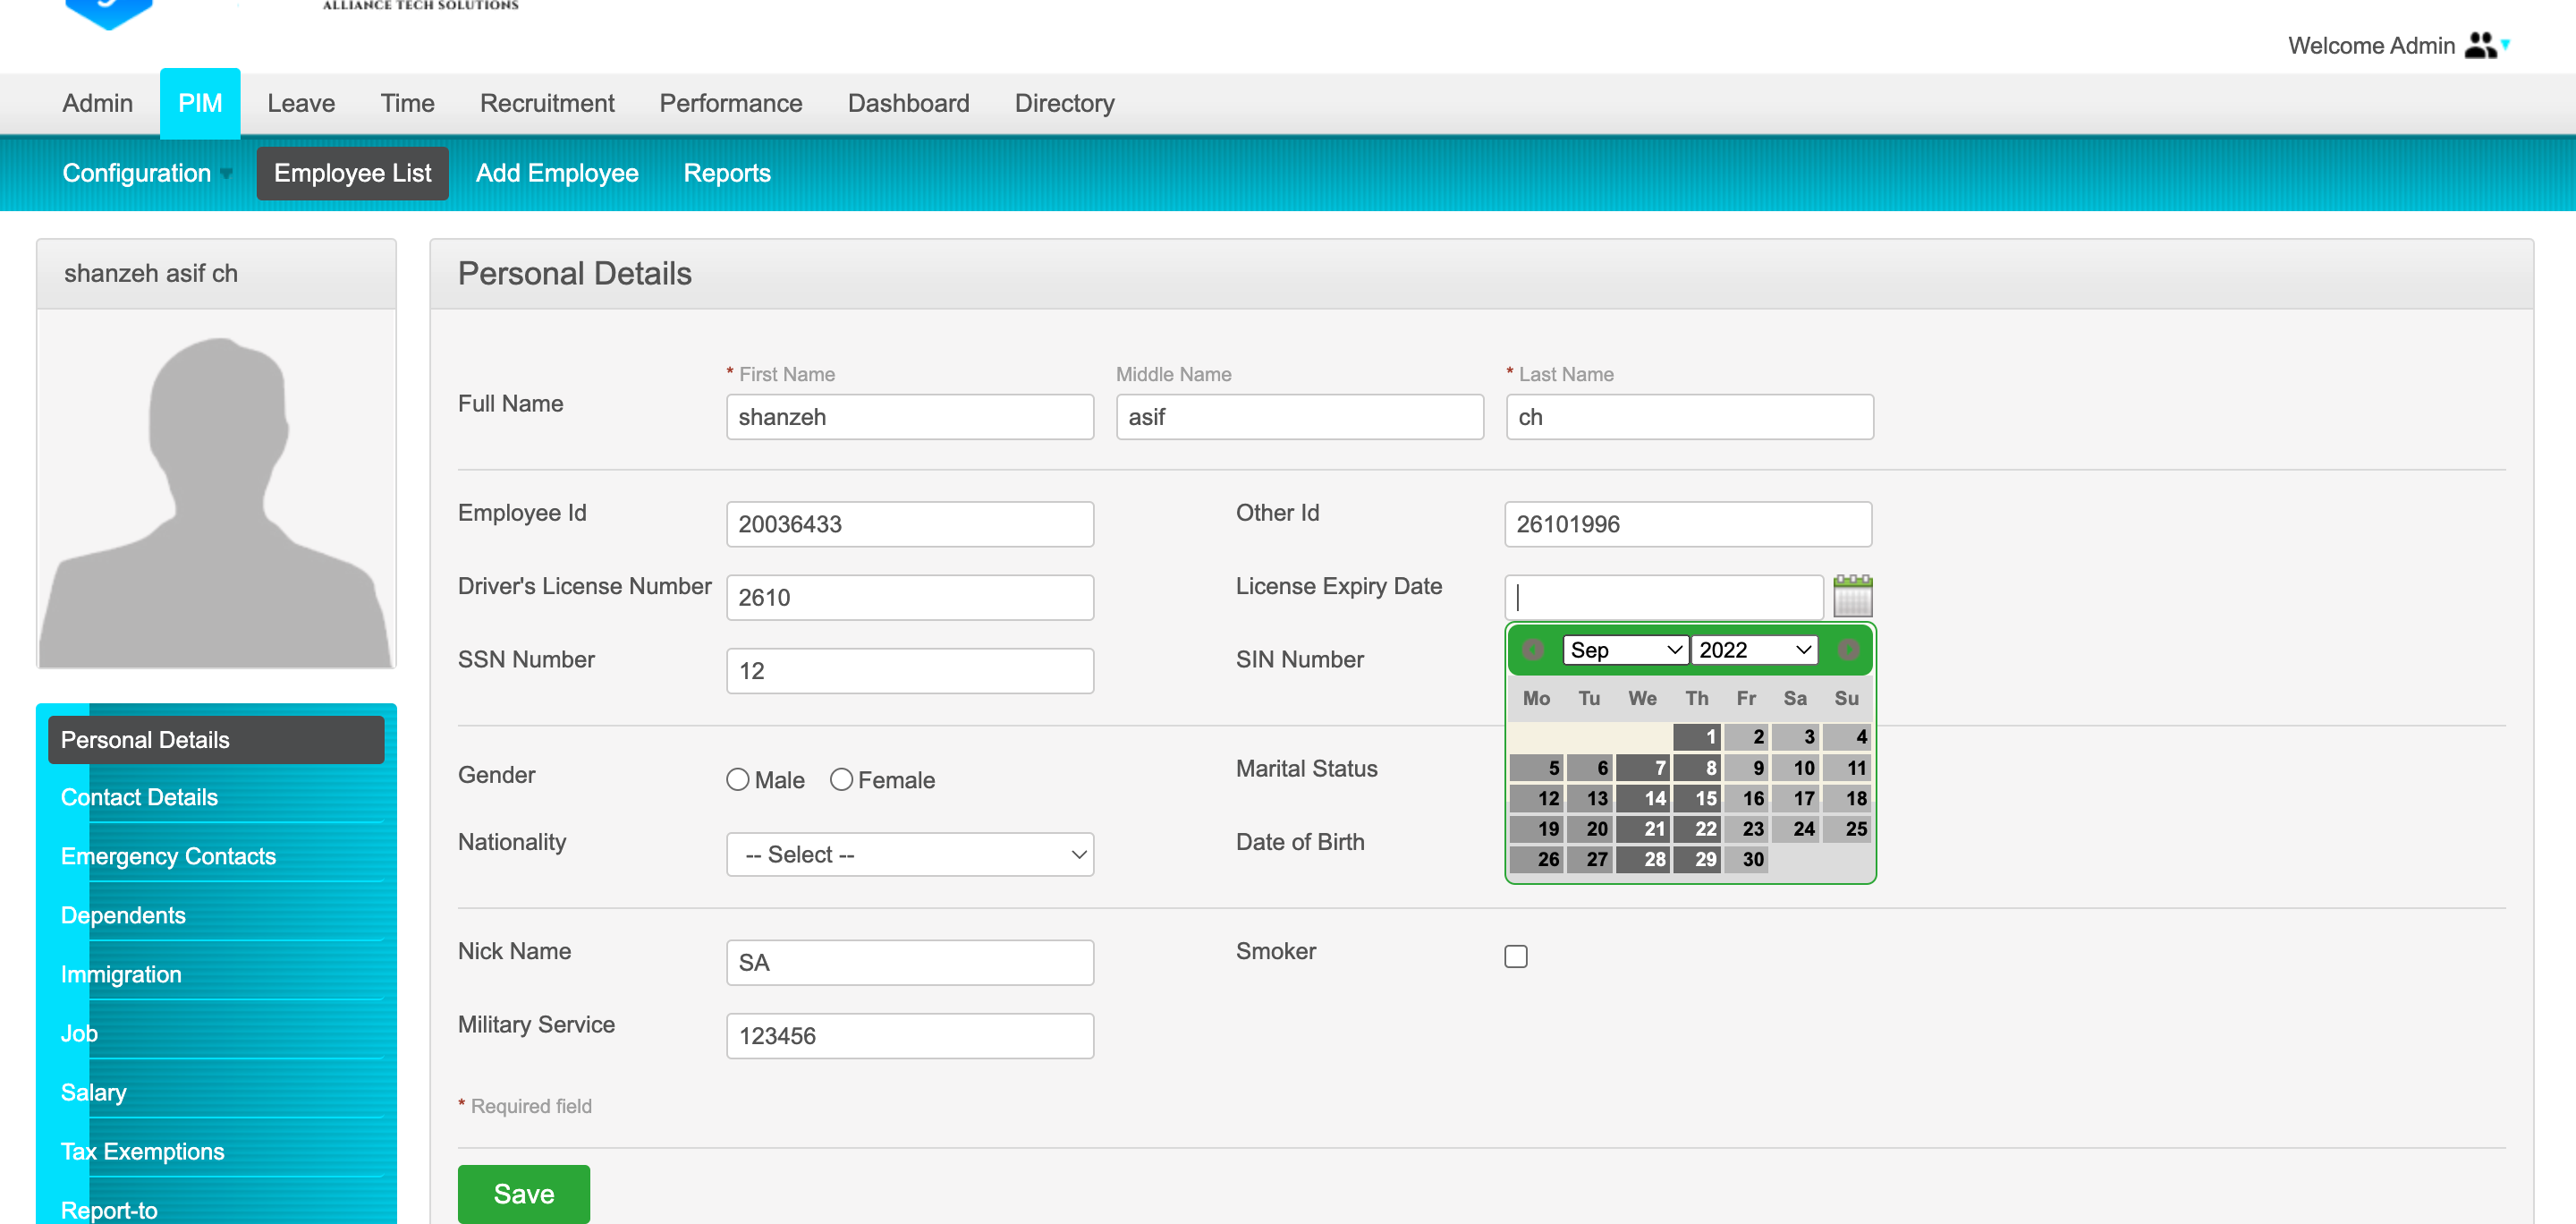 ALLIANCE TECH SOLUTIONS
Welcome Admin
Admin PIM Leave Time Recruitment Performance Dashboard Directory
Configuration Employee List Add Employee Reports
shanzeh asif ch
Personal Details
* First Name Middle Name * Last Name
Full Name shanzeh asif ch
Employee Id 20036433 Other Id 26101996
Driver's License Number 2610 License Expiry Date
SSN Number 12 SIN Number
Sep 2022
Mo Tu We Th Fr Sa Su
1 2 3 4
5 6 7 8 9 10 11
12 13 14 15 16 17 18
19 20 21 22 23 24 25
26 27 28 29 30
Gender Male Female Marital Status
Nationality -- Select -- Date of Birth
Nick Name SA Smoker
Military Service 123456
* Required field
Save
Personal Details
Contact Details
Emergency Contacts
Dependents
Immigration
Job
Salary
Tax Exemptions
Report-to